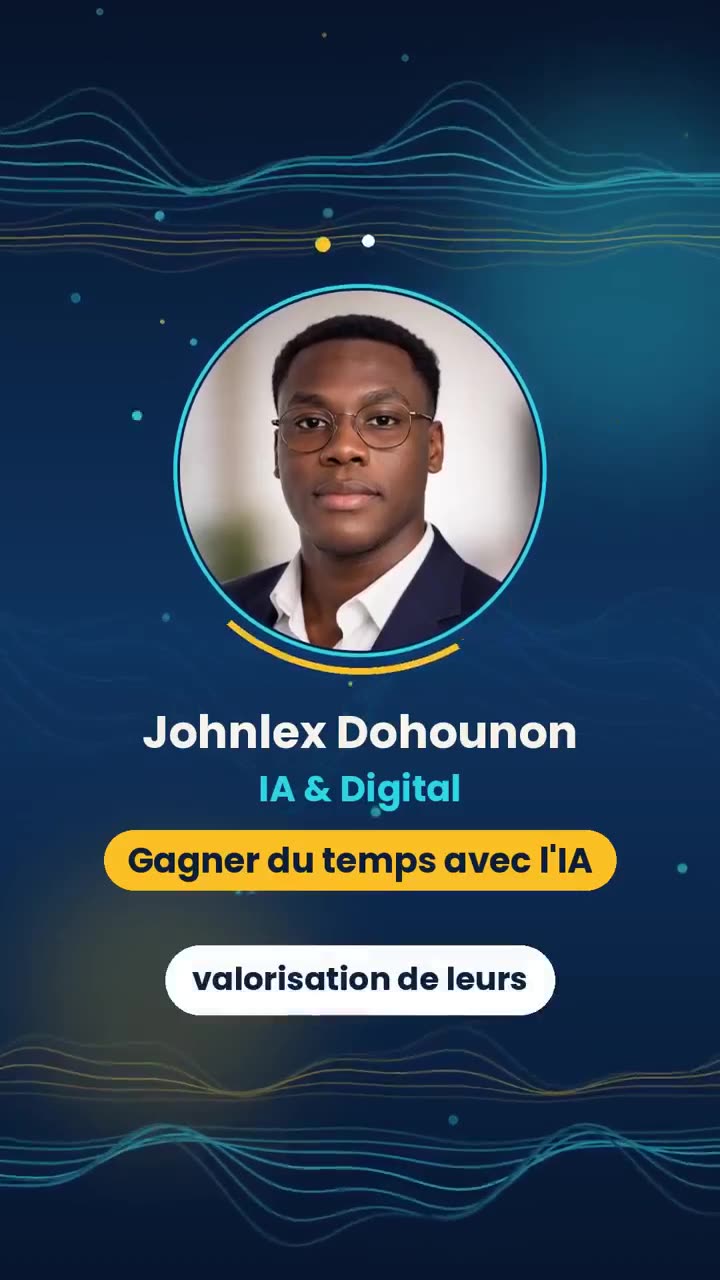 Johnlex Dohounon
IA & Digital
Gagner du temps avec l'IA
valorisation de leurs